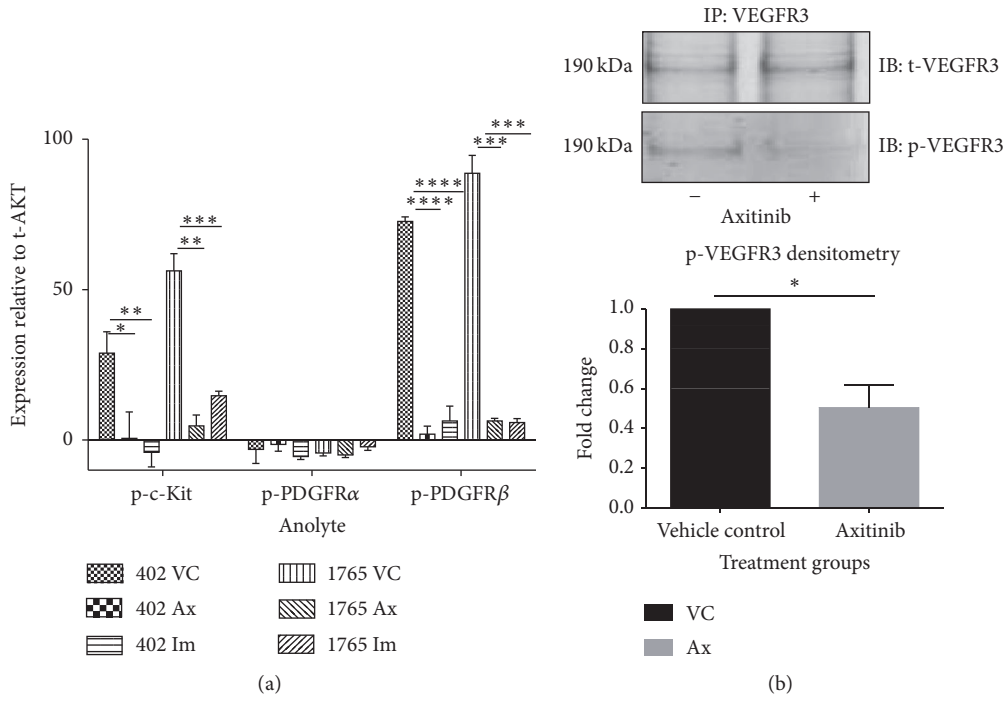 100
50
0
Expression relative to t-AKT
***
**
**
*
***
***
****
****
p-c-Kit
p-PDGFRα
p-PDGFRβ
Anolyte
402 VC
402 Ax
402 Im
1765 VC
1765 Ax
1765 Im
(a)
IP: VEGFR3
190 kDa
IB: t-VEGFR3
190 kDa
IB: p-VEGFR3
− +
Axitinib
p-VEGFR3 densitometry
*
1.0
0.8
0.6
0.4
0.2
0.0
Fold change
Vehicle control
Axitinib
Treatment groups
VC
Ax
(b)